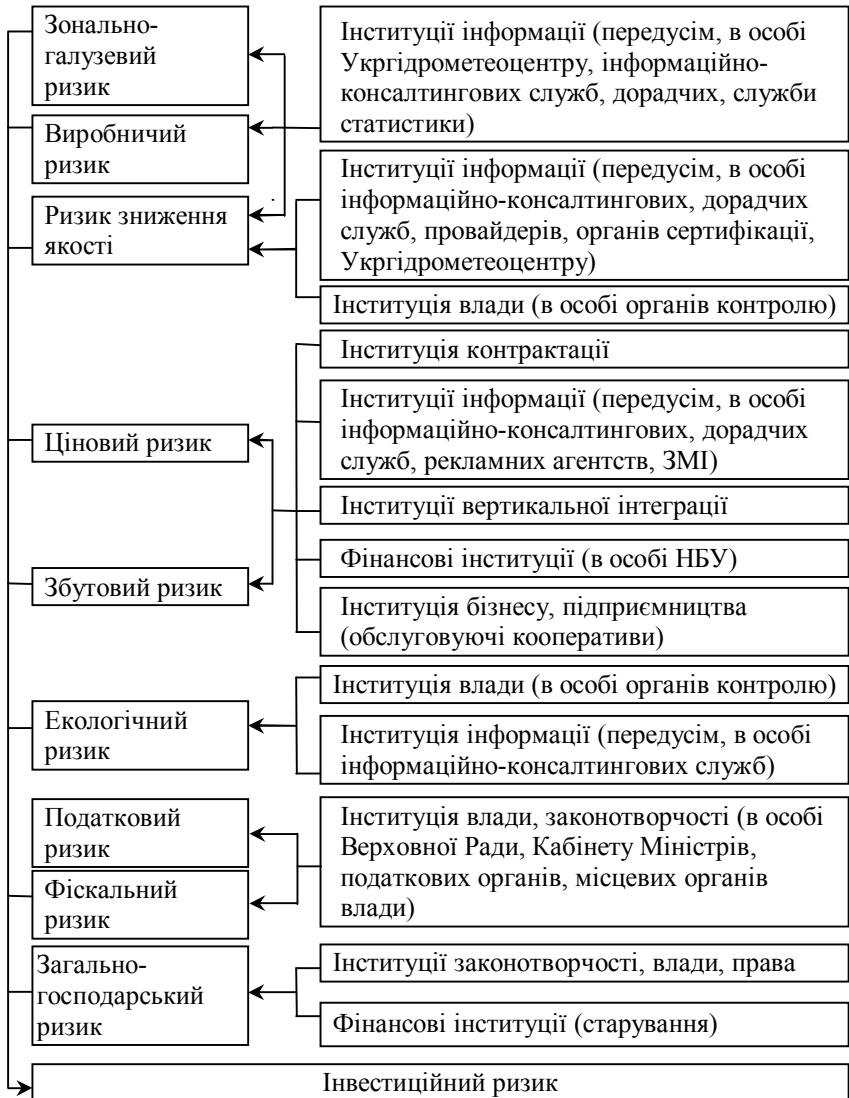 Зонально-
галузевий
ризик
Інституції інформації (передусім, в особі
Укргідрометеоцентру, інформаційно-
консалтингових служб, дорадчих, служби
статистики)
Виробничий
ризик
Ризик зниження
якості
Інституції інформації (передусім, в особі
інформаційно-консалтингових, дорадчих
служб, провайдерів, органів сертифікації,
Укргідрометеоцентру)
Інституція влади (в особі органів контролю)
Інституція контрактації
Ціновий ризик
Інституції інформації (передусім, в особі
інформаційно-консалтингових, дорадчих
служб, рекламних агентств, ЗМІ)
Інституції вертикальної інтеграції
Фінансові інституції (в особі НБУ)
Збутовий ризик
Інституція бізнесу, підприємництва
(обслуговуючі кооперативи)
Інституція влади (в особі органів контролю)
Екологічний
ризик
Інституція інформації (передусім, в особі
інформаційно-консалтингових служб)
Податковий
ризик
Інституція влади, законотворчості (в особі
Верховної Ради, Кабінету Міністрів,
податкових органів, місцевих органів
влади)
Фіскальний
ризик
Загально-
господарський
ризик
Інституції законотворчості, влади, права
Фінансові інституції (старування)
Інвестиційний ризик